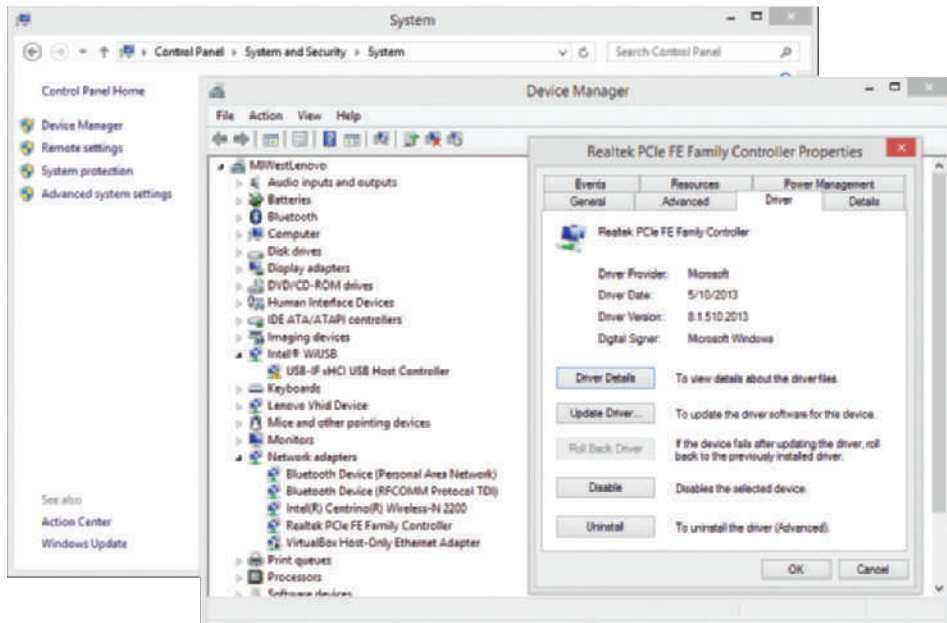 System
Control Panel System and Security System
Search Control Panel
Control Panel Home
Device Manager
Remote settings
System protection
Advanced system settings
See also
Action Center
Windows Update
Device Manager
File Action View Help
MIWestLenovo
Audio inputs and outputs
Batteries
Bluetooth
Computer
Disk drives
Display adapters
DVD/CD-ROM drives
Human Interface Devices
IDE ATA/ATAPI controllers
Imaging devices
Intel® WiUSB
USB-IF xHCI USB Host Controller
Keyboards
Lenovo Vhid Device
Mice and other pointing devices
Monitors
Network adapters
Bluetooth Device (Personal Area Network)
Bluetooth Device (RFCOMM Protocol TDI)
Intel(R) Centrino(R) Wireless-N 2200
Realtek PCIe FE Family Controller
VirtualBox Host-Only Ethernet Adapter
Print queues
Processors
Software devices
Realtek PCIe FE Family Controller Properties
Events Resources Power Management
General Advanced Driver Details
Realtek PCIe FE Family Controller
Driver Provider: Microsoft
Driver Date: 5/10/2013
Driver Version: 8.1.510.2013
Digital Signer: Microsoft Windows
Driver Details To view details about the driver files.
Update Driver... To update the driver software for this device.
Roll Back Driver If the device fails after updating the driver, roll
back to the previously installed driver.
Disable Disables the selected device.
Uninstall To uninstall the driver (Advanced).
OK Cancel